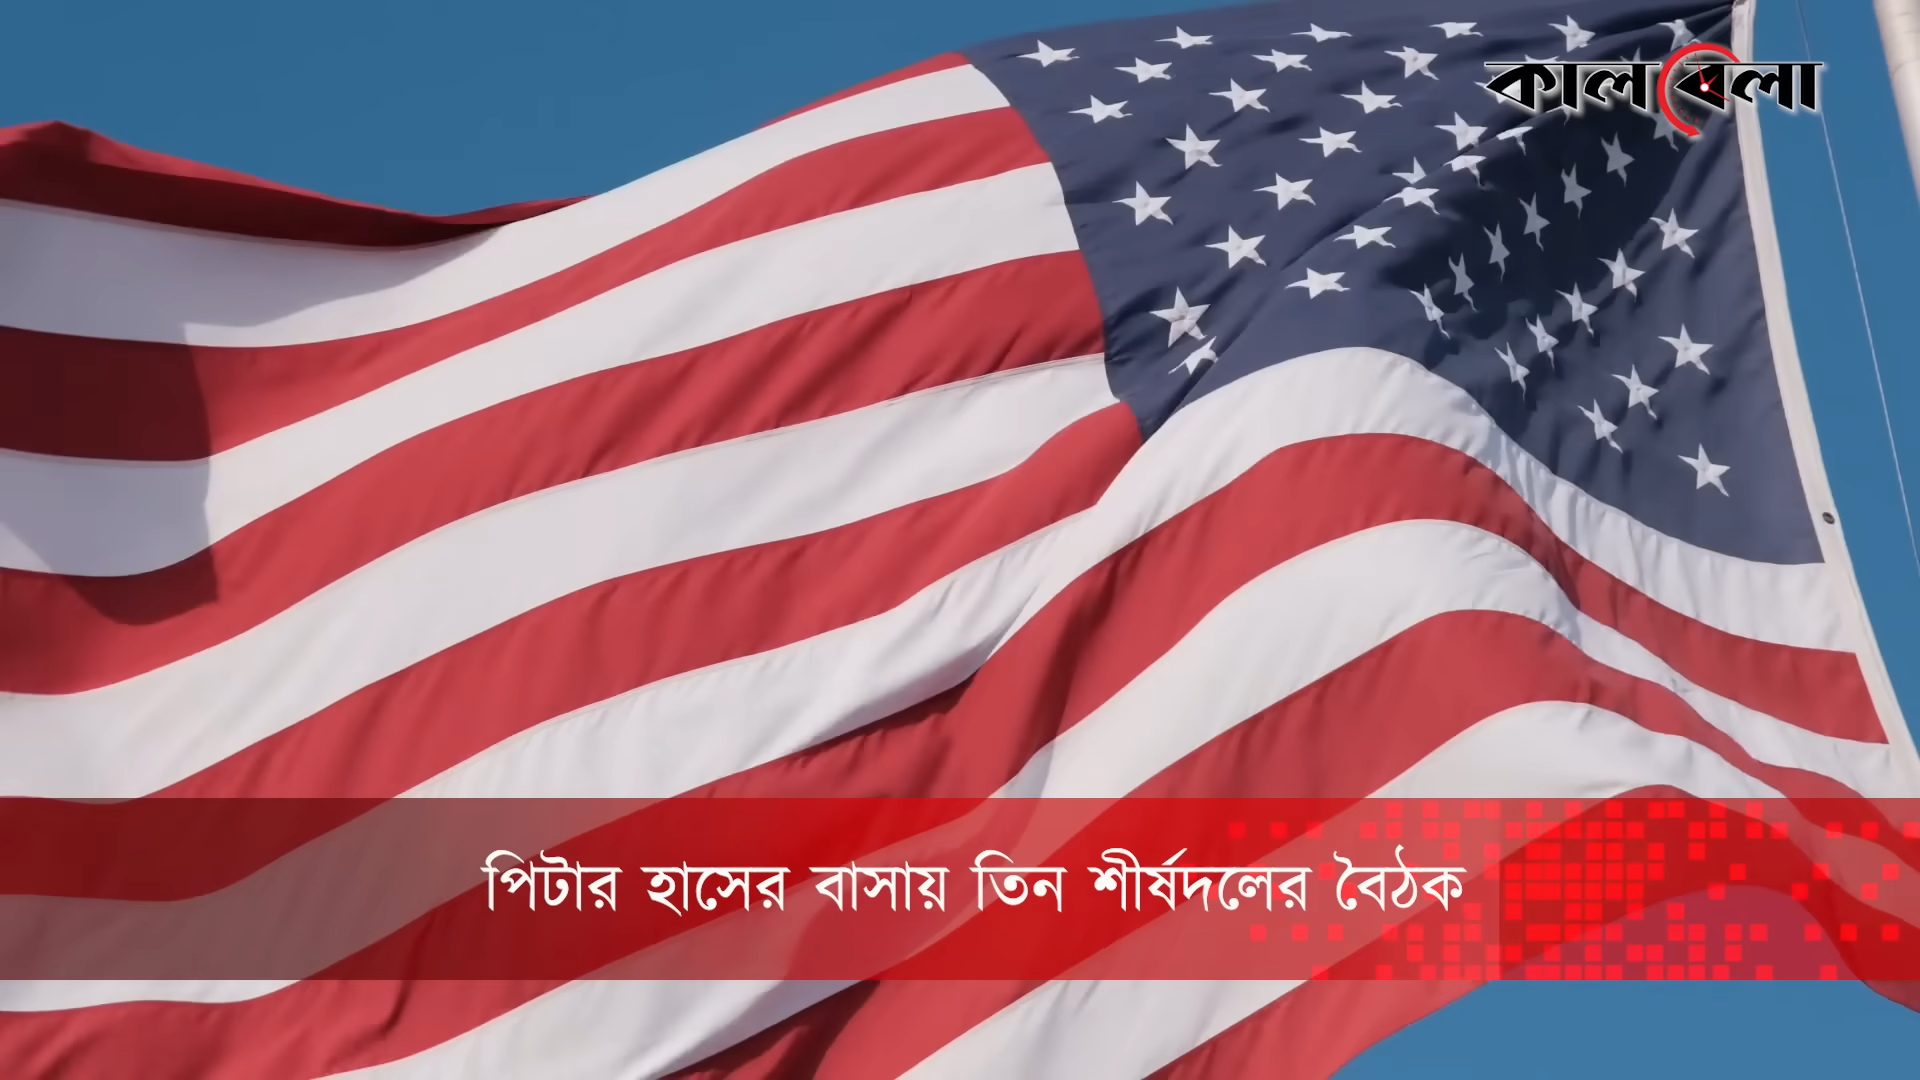 কালবেলা
পিটার হাসের বাসায় তিন শীর্ষদলের বৈঠক